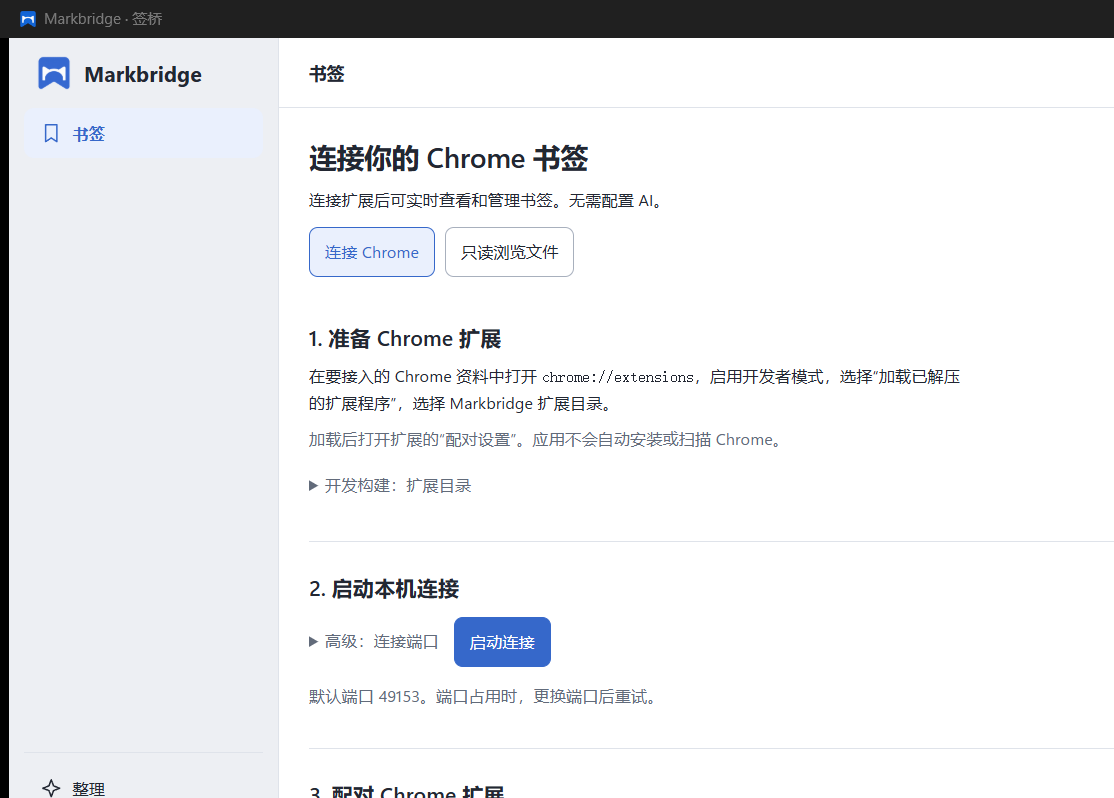 Markbridge · 签桥
Markbridge
书签
书签
连接你的 Chrome 书签
连接扩展后可实时查看和管理书签。无需配置 AI。
连接 Chrome
只读浏览文件
1. 准备 Chrome 扩展
在要接入的 Chrome 资料中打开 chrome://extensions，启用开发者模式，选择“加载已解压
的扩展程序”，选择 Markbridge 扩展目录。
加载后打开扩展的“配对设置”。应用不会自动安装或扫描 Chrome。
开发构建：扩展目录
2. 启动本机连接
高级：连接端口
启动连接
默认端口 49153。端口占用时，更换端口后重试。
3. 配对 Chrome 扩展
整理